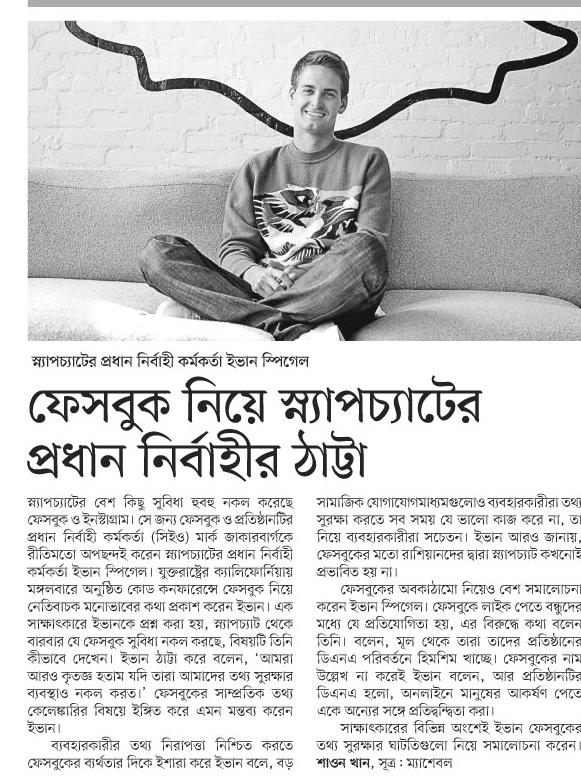 স্ন্যাপচ্যাটের প্রধান নির্বাহী কর্মকর্তা ইভান স্পিগেল
ফেসবুক নিয়ে স্ন্যাপচ্যাটের
প্রধান নির্বাহীর ঠাট্টা
স্ন্যাপচ্যাটের বেশ কিছু সুবিধা হুবহু নকল করেছে
ফেসবুক ও ইনস্টাগ্রাম। সে জন্য ফেসবুক ও প্রতিষ্ঠানটির
প্রধান নির্বাহী কর্মকর্তা (সিইও) মার্ক জাকারবার্গকে
রীতিমতো অপছন্দই করেন স্ন্যাপচ্যাটের প্রধান নির্বাহী
কর্মকর্তা ইভান স্পিগেল। যুক্তরাষ্ট্রের ক্যালিফোর্নিয়ায়
মঙ্গলবারে অনুষ্ঠিত কোড কনফারেন্সে ফেসবুক নিয়ে
নেতিবাচক মনোভাবের কথা প্রকাশ করেন ইভান। এক
সাক্ষাৎকারে ইভানকে প্রশ্ন করা হয়, স্ন্যাপচ্যাট থেকে
বারবার যে ফেসবুক সুবিধা নকল করছে, বিষয়টি তিনি
কীভাবে দেখেন। ইভান ঠাট্টা করে বলেন, ‘আমরা
আরও কৃতজ্ঞ হতাম যদি তারা আমাদের তথ্য সুরক্ষার
ব্যবস্থাও নকল করত।’ ফেসবুকের সাম্প্রতিক তথ্য
কেলেঙ্কারির বিষয়ে ইঙ্গিত করে এমন মন্তব্য করেন
ইভান।
ব্যবহারকারীর তথ্য নিরাপত্তা নিশ্চিত করতে
ফেসবুকের ব্যর্থতার দিকে ইশারা করে ইভান বলে, বড়
সামাজিক যোগাযোগমাধ্যমগুলোও ব্যবহারকারীরা তথ্য
সুরক্ষা করতে সব সময় যে ভালো কাজ করে না, তা
নিয়ে ব্যবহারকারীরা সচেতন। ইভান আরও জানায়,
ফেসবুকের মতো রাশিয়ানদের দ্বারা স্ন্যাপচ্যাট কখনোই
প্রভাবিত হয় না।
ফেসবুকের অবকাঠামো নিয়েও বেশ সমালোচনা
করেন ইভান স্পিগেল। ফেসবুকে লাইক পেতে বন্ধুদের
মধ্যে যে প্রতিযোগিতা হয়, এর বিরুদ্ধে কথা বলেন
তিনি। বলেন, মূল থেকে তারা তাদের প্রতিষ্ঠানের
ডিএনএ পরিবর্তনে হিমশিম খাচ্ছে। ফেসবুকের নাম
উল্লেখ না করেই ইভান বলেন, আর প্রতিষ্ঠানটির
ডিএনএ হলো, অনলাইনে মানুষের আকর্ষণ পেতে
একে অন্যের সঙ্গে প্রতিদ্বন্দ্বিতা করা।
সাক্ষাৎকারের বিভিন্ন অংশেই ইভান ফেসবুকের
তথ্য সুরক্ষার ঘাটতিগুলো নিয়ে সমালোচনা করেন।
শাওন খান, সূত্র : ম্যাশেবল